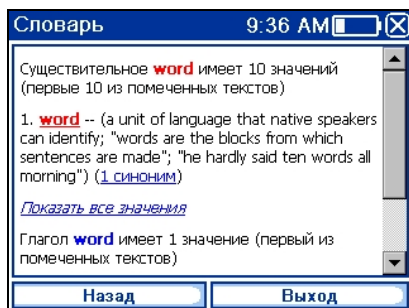 Словарь 9:36 AM
Существительное word имеет 10 значений
(первые 10 из помеченных текстов)
1. word -- (a unit of language that native speakers
can identify; "words are the blocks from which
sentences are made"; "he hardly said ten words all
morning") (1 синоним)
Показать все значения
Глагол word имеет 1 значение (первый из
помеченных текстов)
Назад Выход